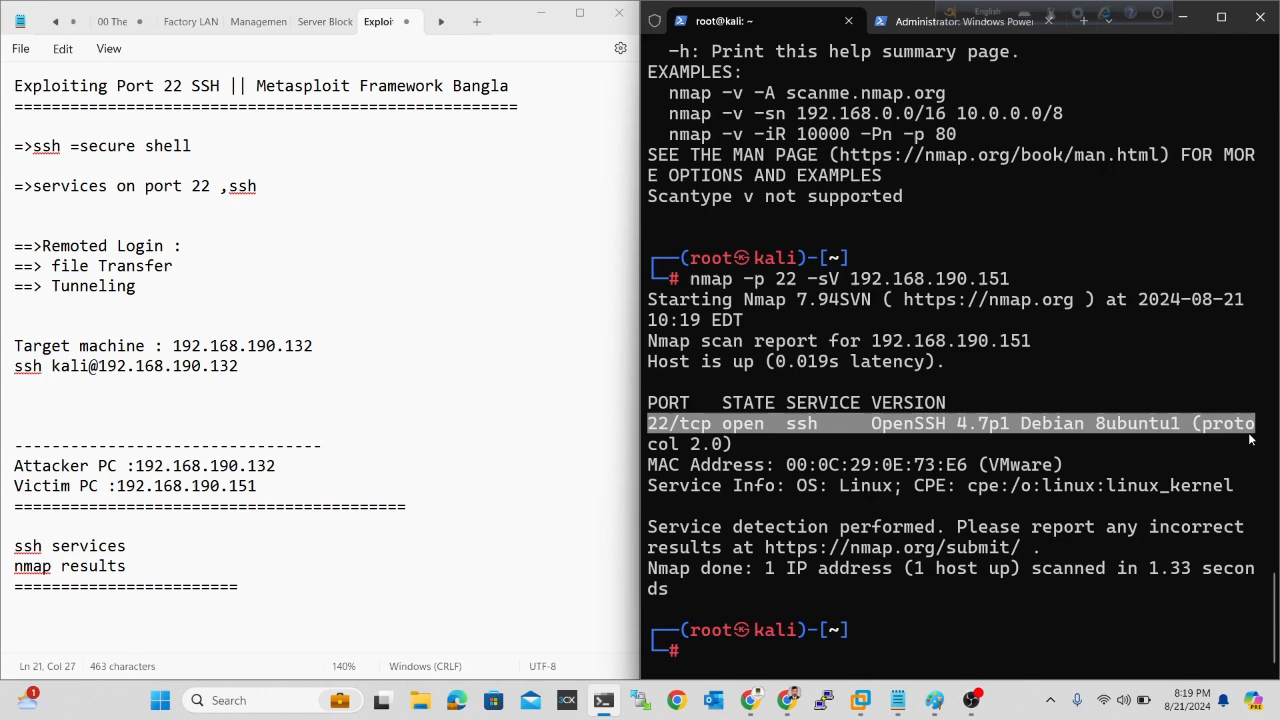 00 The
Factory LAN
Managemen
Server Block
Exploit
File
Edit
View
Exploiting Port 22 SSH || Metasploit Framework Bangla
=====================================================
=>ssh =secure shell
=>services on port 22 ,ssh
==>Remoted Login :
==> file Transfer
==> Tunneling
Target machine : 192.168.190.132
ssh kali@192.168.190.132
---------------------------------
Attacker PC :192.168.190.132
Victim PC :192.168.190.151
=========================================
ssh services
nmap results
========================
Ln 21, Col 27
463 characters
140%
Windows (CRLF)
UTF-8
root@kali: ~
Administrator: Windows Power
English
-h: Print this help summary page.
EXAMPLES:
nmap -v -A scanme.nmap.org
nmap -v -sn 192.168.0.0/16 10.0.0.0/8
nmap -v -iR 10000 -Pn -p 80
SEE THE MAN PAGE (https://nmap.org/book/man.html) FOR MOR
E OPTIONS AND EXAMPLES
Scantype v not supported
┌──(root㉿kali)-[~]
└─# nmap -p 22 -sV 192.168.190.151
Starting Nmap 7.94SVN ( https://nmap.org ) at 2024-08-21
10:19 EDT
Nmap scan report for 192.168.190.151
Host is up (0.019s latency).
PORT   STATE SERVICE VERSION
22/tcp open  ssh     OpenSSH 4.7p1 Debian 8ubuntu1 (proto
col 2.0)
MAC Address: 00:0C:29:0E:73:E6 (VMware)
Service Info: OS: Linux; CPE: cpe:/o:linux:linux_kernel
Service detection performed. Please report any incorrect
results at https://nmap.org/submit/ .
Nmap done: 1 IP address (1 host up) scanned in 1.33 secon
ds
┌──(root㉿kali)-[~]
└─#
1
Search
3CX
8:19 PM
8/21/2024
PRE